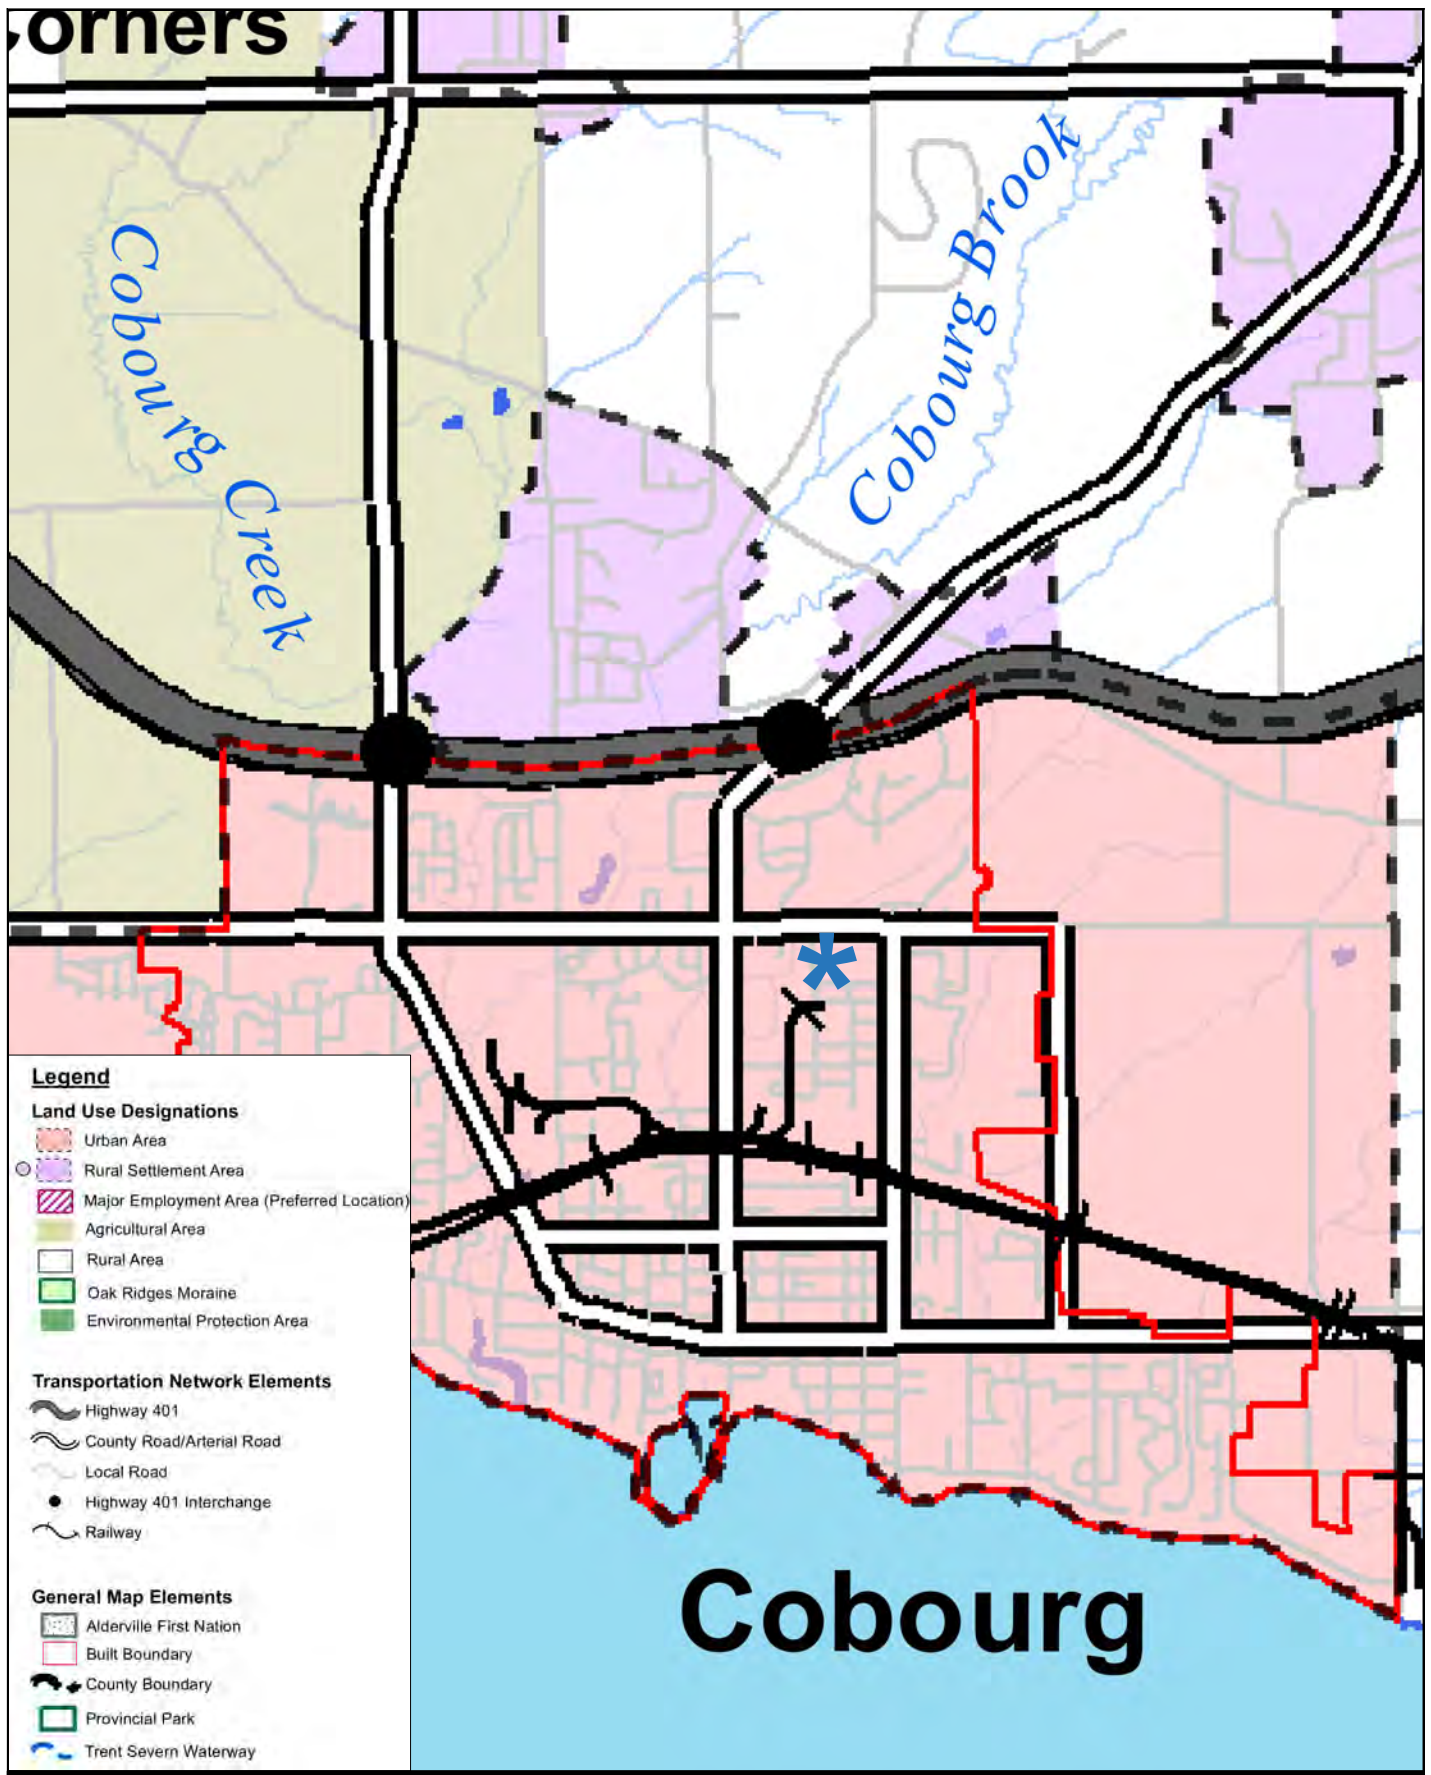 orners
Cobourg Brook
Cobourg Creek
*
Legend
Land Use Designations
Urban Area
Rural Settlement Area
Major Employment Area (Preferred Location)
Agricultural Area
Rural Area
Oak Ridges Moraine
Environmental Protection Area
Transportation Network Elements
Highway 401
County Road/Arterial Road
Local Road
Highway 401 Interchange
Railway
General Map Elements
Alderville First Nation
Built Boundary
County Boundary
Provincial Park
Trent Severn Waterway
Cobourg